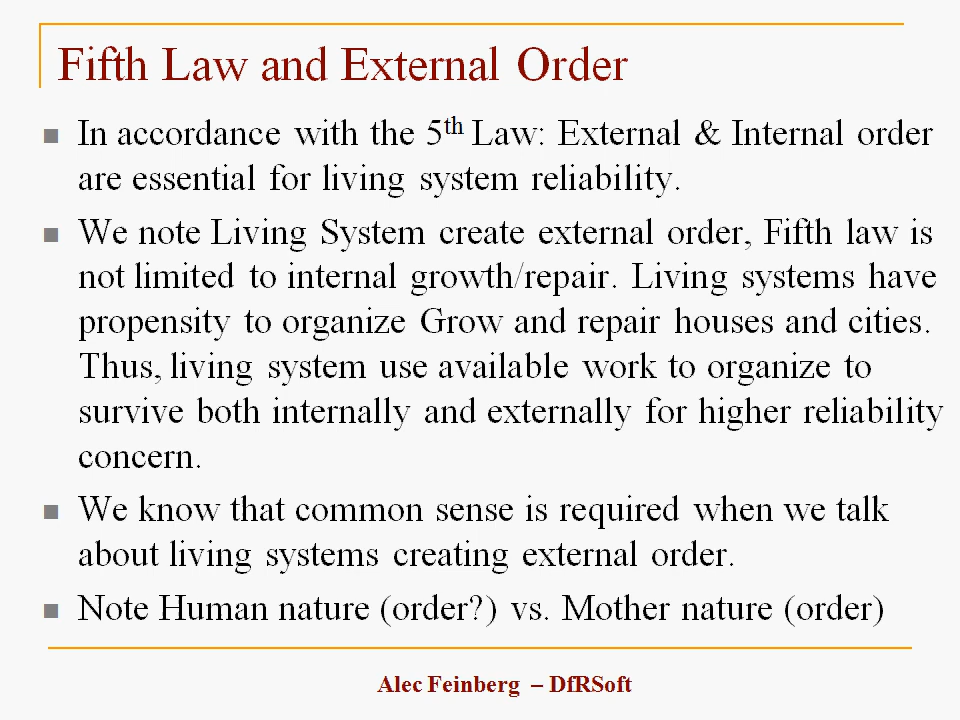 Fifth Law and External Order
In accordance with the 5th Law: External & Internal order
are essential for living system reliability.
We note Living System create external order, Fifth law is
not limited to internal growth/repair. Living systems have
propensity to organize Grow and repair houses and cities.
Thus, living system use available work to organize to
survive both internally and externally for higher reliability
concern.
We know that common sense is required when we talk
about living systems creating external order.
Note Human nature (order?) vs. Mother nature (order)
Alec Feinberg – DfRSoft